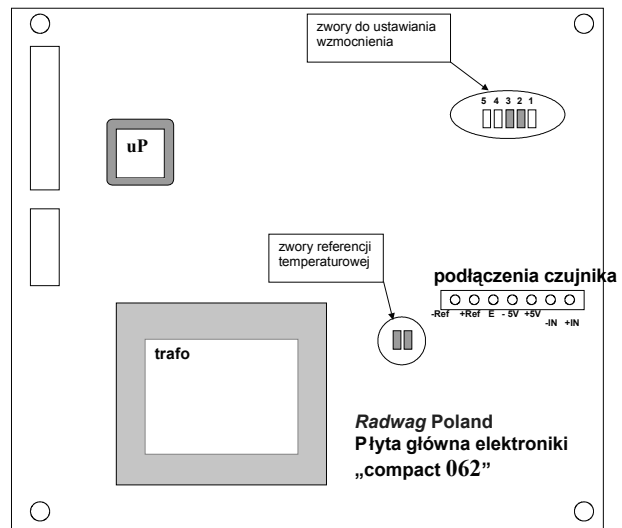 zwory do ustawiania
wzmocnienia
5 4 3 2 1
uP
zwory referencji
temperaturowej
podłączenia czujnika
-Ref +Ref E - 5V +5V -IN +IN
trafo
Radwag Poland
Płyta główna elektroniki
„compact 062”